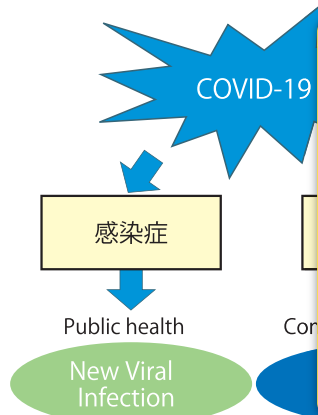 COVID-19
感染症
Public health
New Viral
Infection